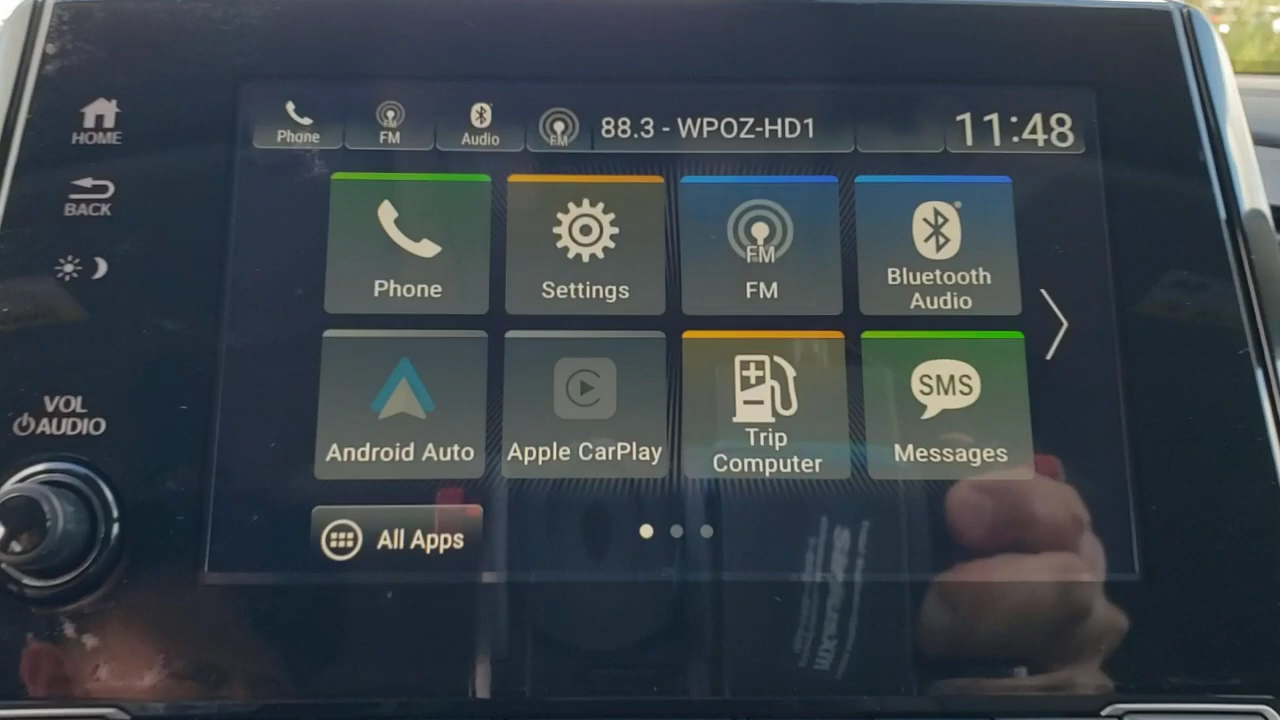 HOME
BACK
VOL
AUDIO
Phone
FM
Audio
FM
88.3 - WPOZ-HD1
11:48
Phone
Settings
FM
FM
Bluetooth
Audio
Android Auto
Apple CarPlay
Trip
Computer
SMS
Messages
All Apps